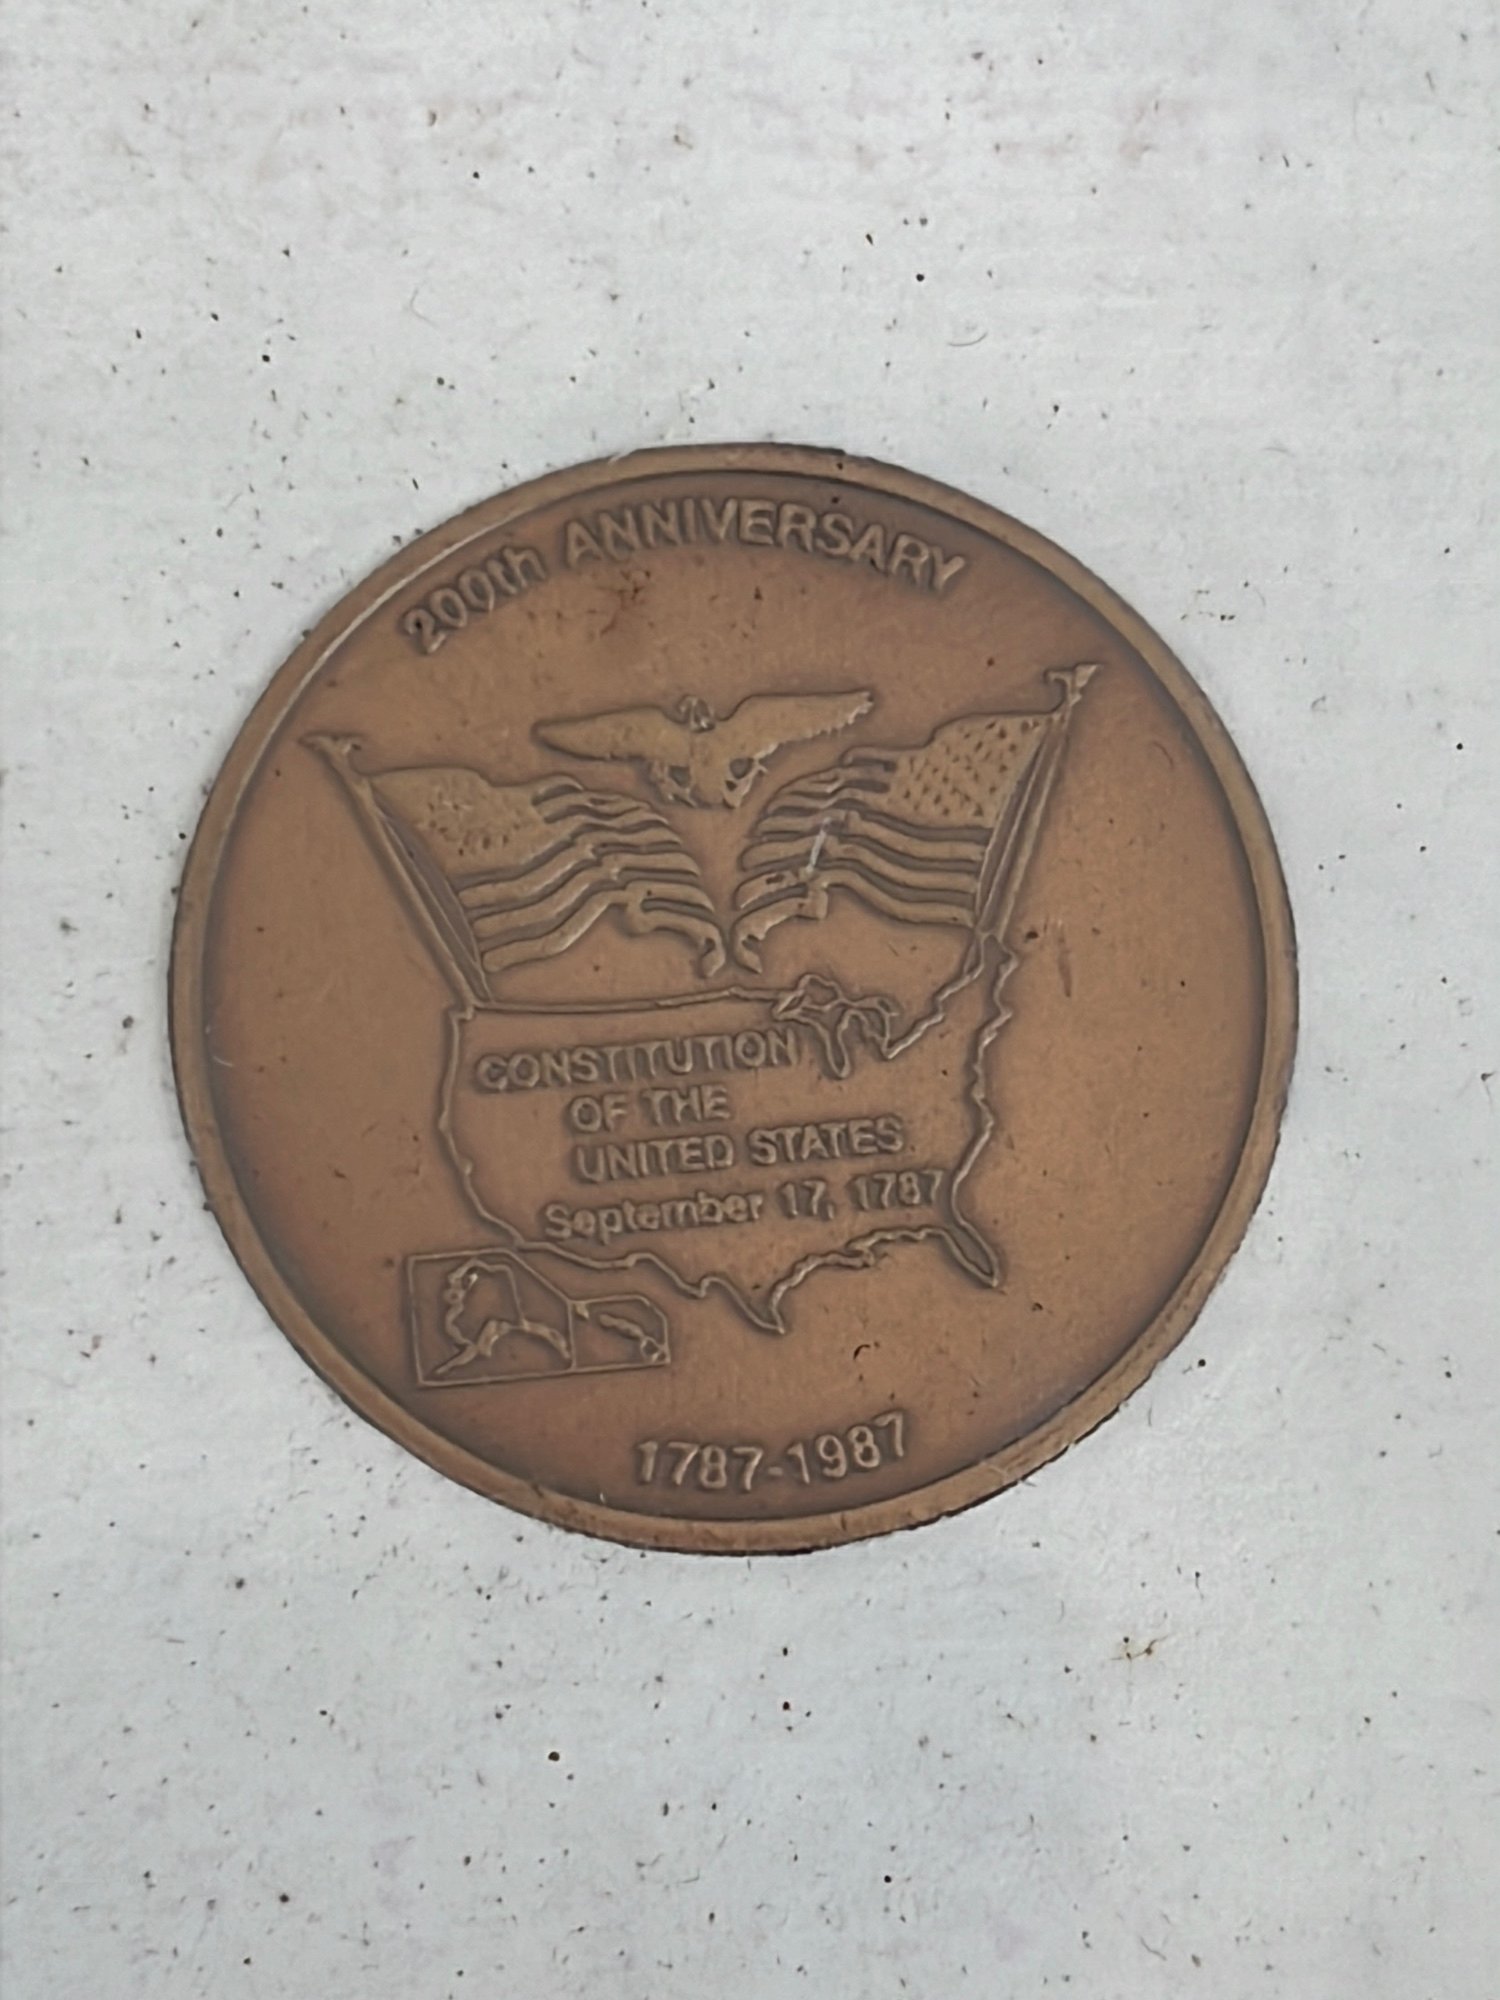 200th ANNIVERSARY
CONSTITUTION
OF THE
UNITED STATES
September 17, 1787
1787-1987